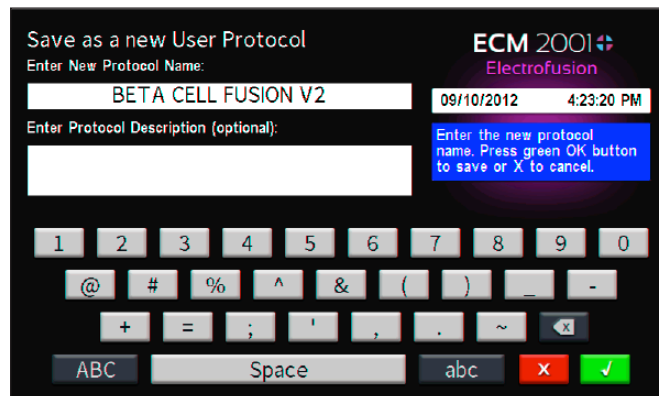 Save as a new User Protocol
Enter New Protocol Name:
BETA CELL FUSION V2
Enter Protocol Description (optional):
ECM 2001
Electrofusion
09/10/2012 4:23:20 PM
Enter the new protocol
name. Press green OK button
to save or X to cancel.
1 2 3 4 5 6 7 8 9 0
@ # % ^ & ( ) _ -
+ = ; ' , . ~ x
ABC Space abc X √